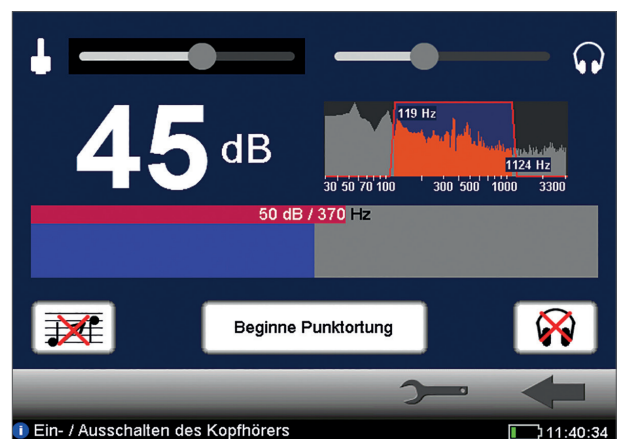 45 dB
119 Hz
1124 Hz
30 50 70 100 300 500 1000 3300
50 dB / 370 Hz
Beginne Punktortung
i Ein- / Ausschalten des Kopfhörers 11:40:34